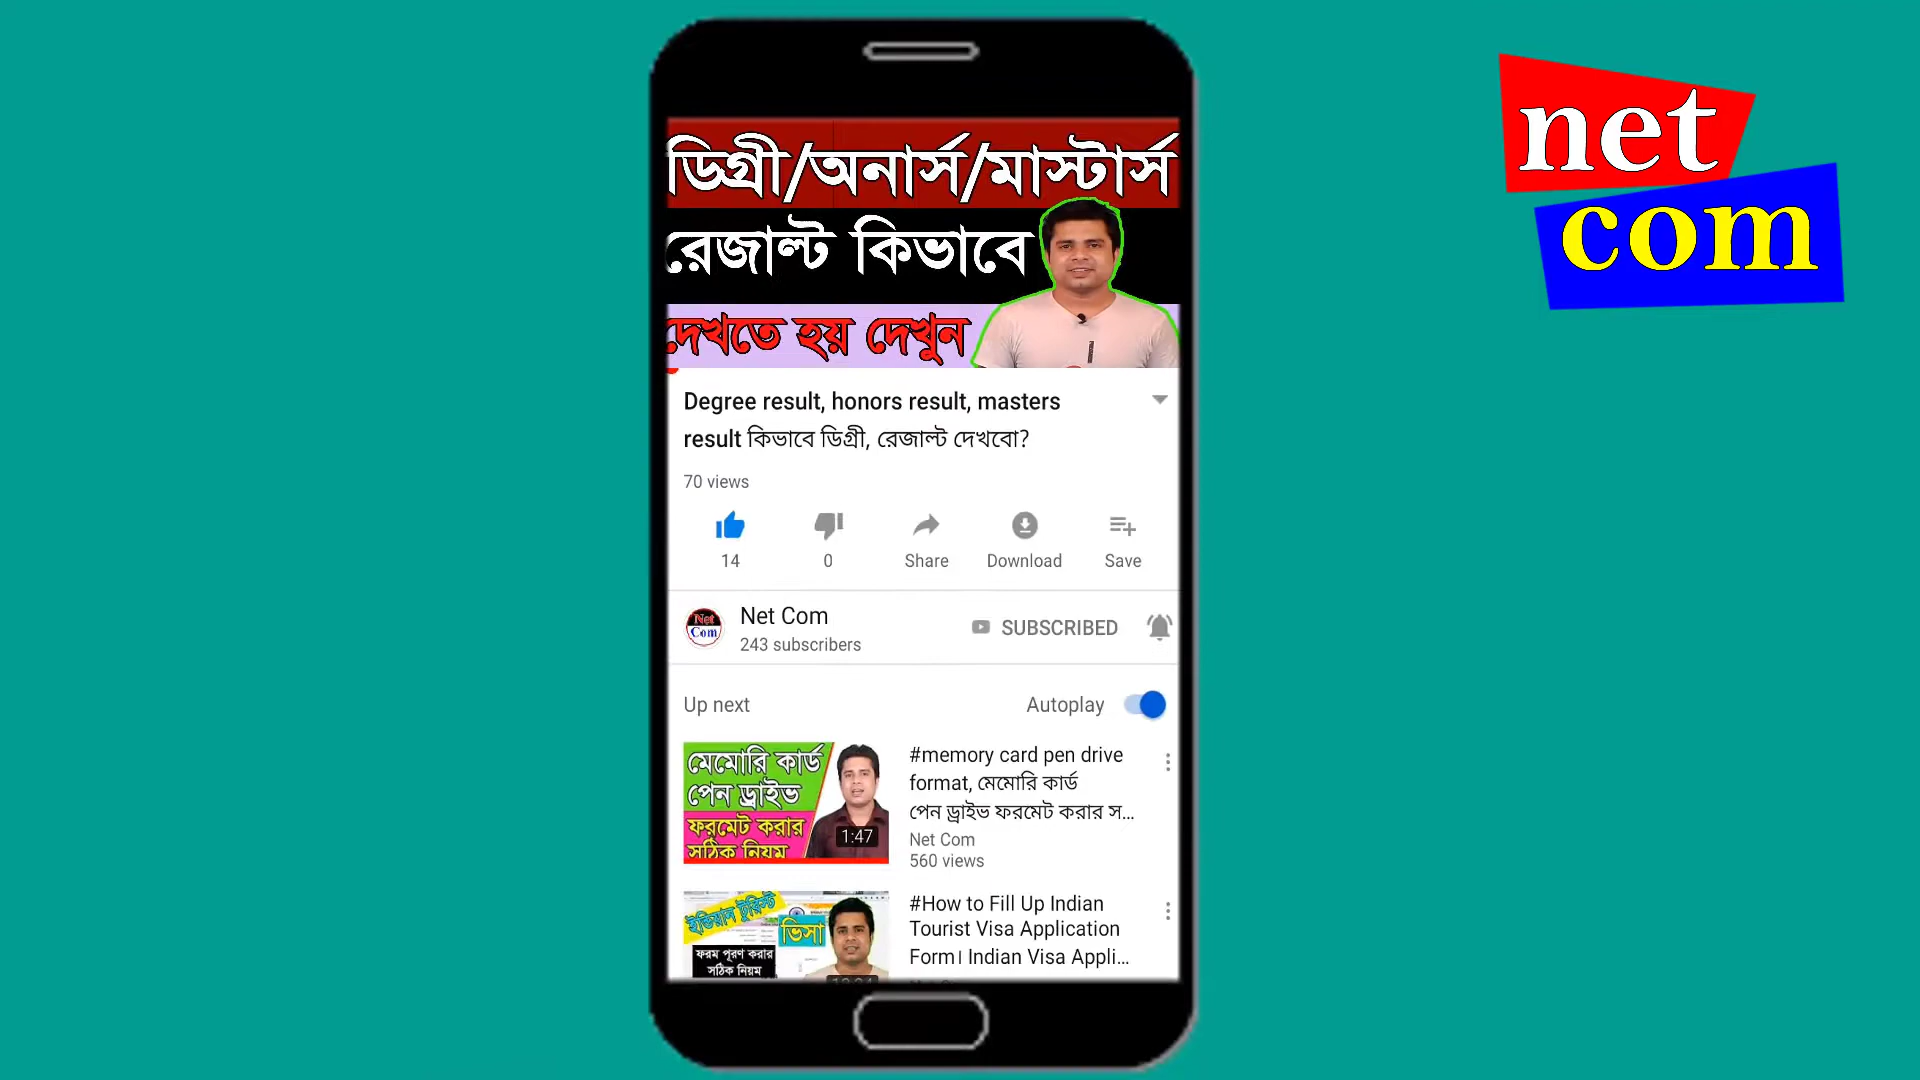 net
com
ডিগ্রী/অনার্স/মাস্টার্স
রেজাল্ট কিভাবে
দেখতে হয় দেখুন
Degree result, honors result, masters
result কিভাবে ডিগ্রী, রেজাল্ট দেখবো?
70 views
14
0
Share
Download
Save
Net
Com
Net Com
243 subscribers
SUBSCRIBED
Up next
Autoplay
মেমোরি কার্ড
পেন ড্রাইভ
ফরমেট করার
সঠিক নিয়ম
1:47
#memory card pen drive
format, মেমোরি কার্ড
পেন ড্রাইভ ফরমেট করার স...
Net Com
560 views
ইন্ডিয়ান টুরিস্ট
ভিসা
ফরম পূরণ করার
সঠিক নিয়ম
#How to Fill Up Indian
Tourist Visa Application
Form। Indian Visa Appli...